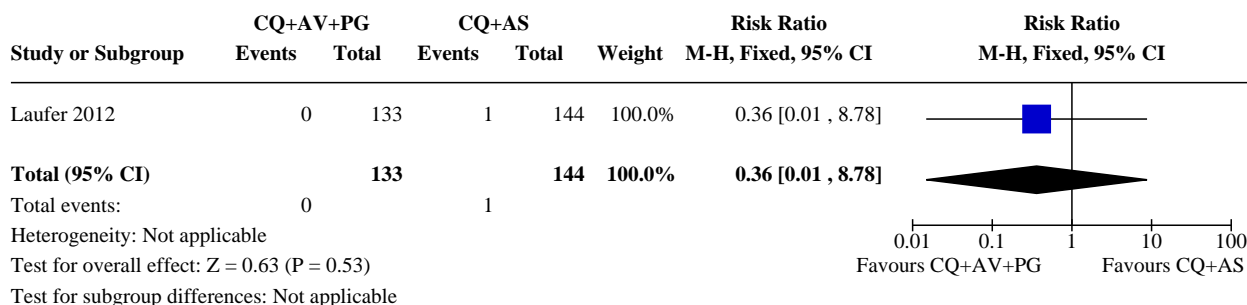 CQ+AV+PG CQ+AS Risk Ratio Risk Ratio
Study or Subgroup Events Total Events Total Weight M-H, Fixed, 95% CI M-H, Fixed, 95% CI
Laufer 2012 0 133 1 144 100.0% 0.36 [0.01 , 8.78]
Total (95% CI) 133 144 100.0% 0.36 [0.01 , 8.78]
Total events: 0 1
Heterogeneity: Not applicable 0.01 0.1 1 10 100
Test for overall effect: Z = 0.63 (P = 0.53) Favours CQ+AV+PG Favours CQ+AS
Test for subgroup differences: Not applicable